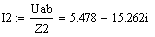 I2 := Uab/Z2 = 5.478 − 15.262i